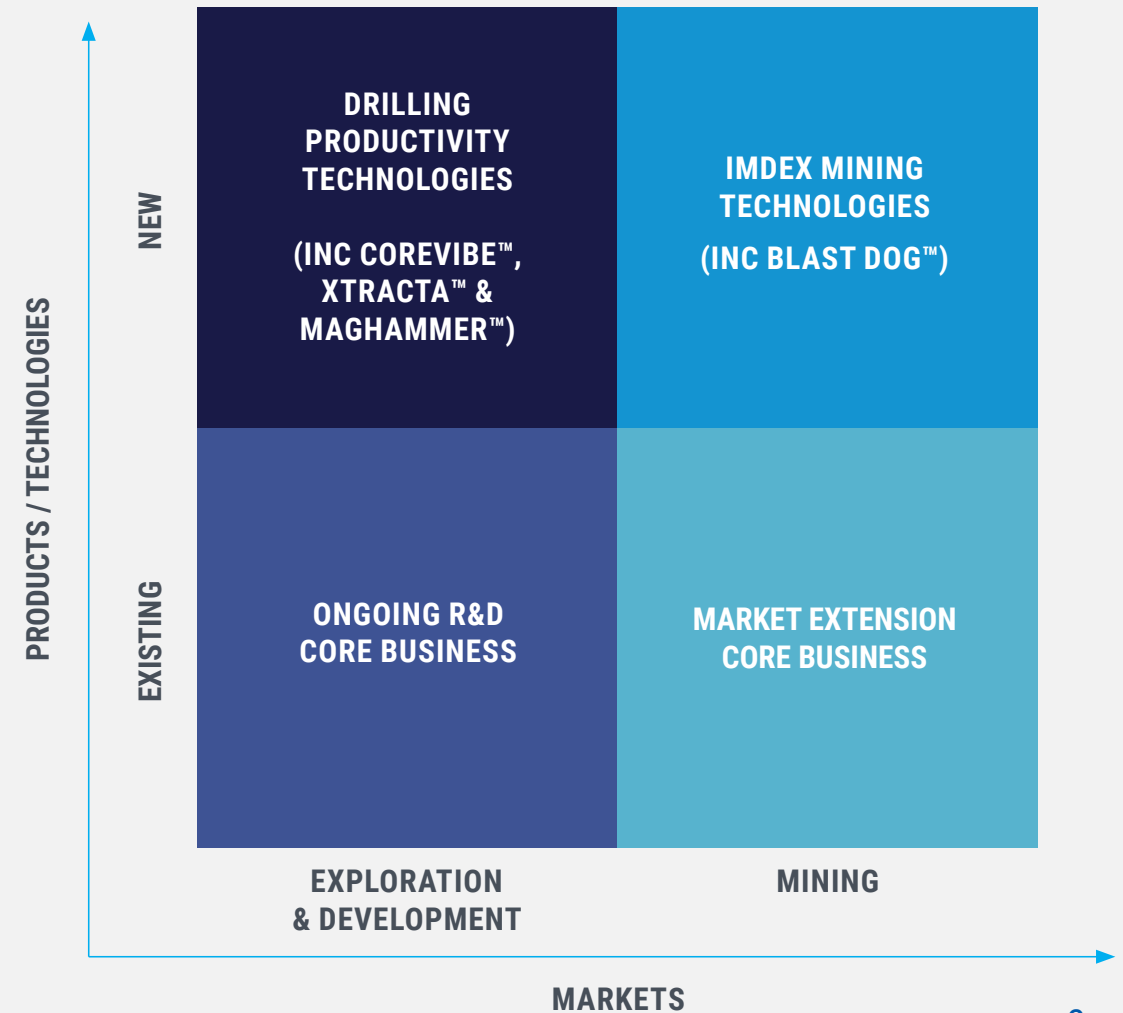 PRODUCTS / TECHNOLOGIES
NEW
DRILLING
PRODUCTIVITY
TECHNOLOGIES
(INC COREVIBE™,
XTRACTA™ &
MAGHAMMER™)
IMDEX MINING
TECHNOLOGIES
(INC BLAST DOG™)
EXISTING
ONGOING R&D
CORE BUSINESS
MARKET EXTENSION
CORE BUSINESS
EXPLORATION
& DEVELOPMENT
MINING
MARKETS